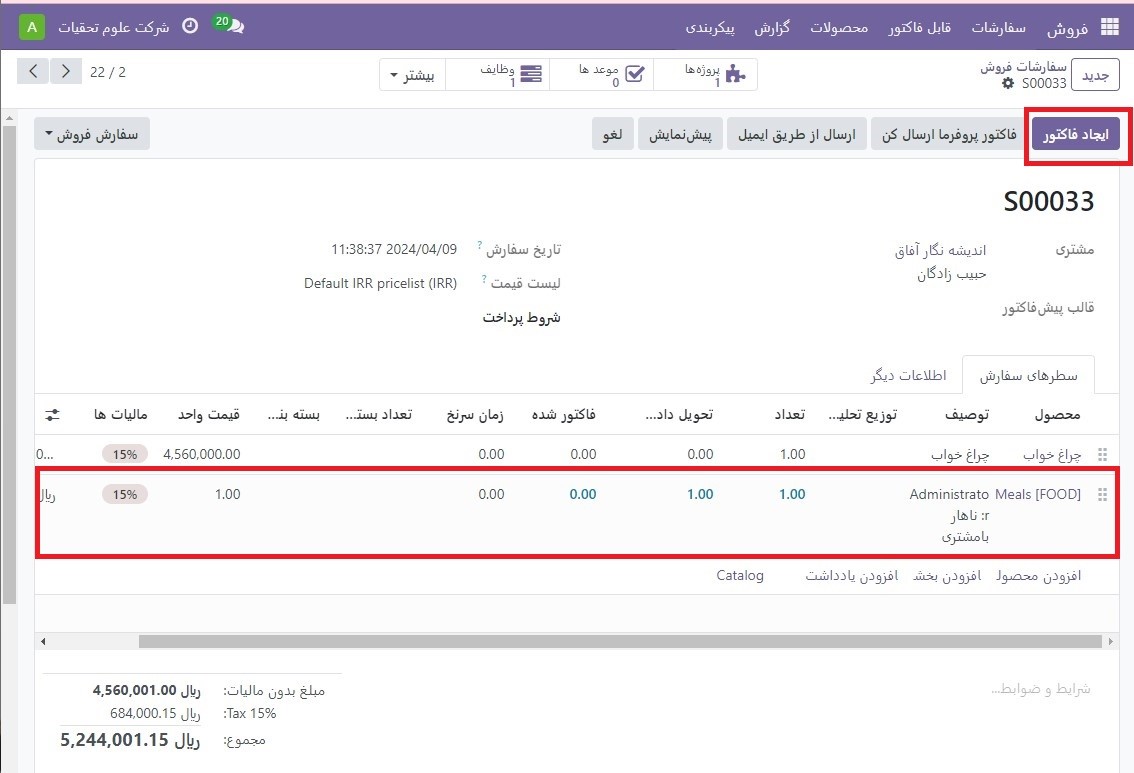 فروش سفارشات قابل فاکتور محصولات گزارش پیکربندی 20 شرکت علوم تحقیات A
جدید سفارشات فروش
S00033
پروژه‌ها 1
موعد ها 0
وظایف 1
بیشتر
22 / 2
ایجاد فاکتور فاکتور پروفرما ارسال کن ارسال از طریق ایمیل پیش‌نمایش لغو سفارش فروش
S00033
مشتری اندیشه نگار آفاق
حبیب زادگان
قالب پیش‌فاکتور
تاریخ سفارش ? 2024/04/09 11:38:37
لیست قیمت ? Default IRR pricelist (IRR)
شروط پرداخت
سطرهای سفارش اطلاعات دیگر
محصول توصیف توزیع تحلیـ... تعداد تحویل داد... فاکتور شده زمان سرنخ تعداد بستـ... بسته بنـ... قیمت واحد مالیات ها
چراغ خواب چراغ خواب 1.00 0.00 0.00 0.00 4,560,000.00 15% 0...
Meals [FOOD] Administrato 1.00 1.00 0.00 0.00 1.00 15% ریال
r: ناهار
بامشتری
افزودن محصول افزودن بخش افزودن یادداشت Catalog
شرایط و ضوابط...
مبلغ بدون مالیات: 4,560,001.00 ریال
Tax 15%: 684,000.15 ریال
مجموع: 5,244,001.15 ریال